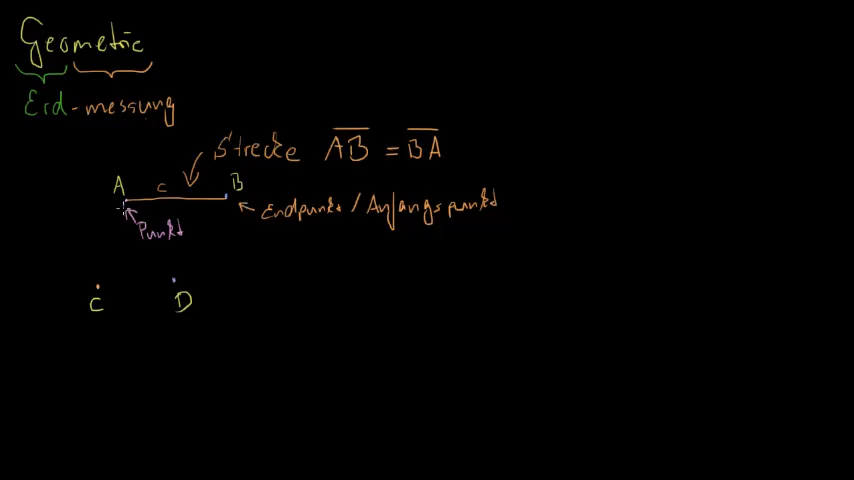 Geometrie
Erd-messung
Strecke AB = BA
A c B
Endpunkt / Anfangspunkt
Punkt
C D